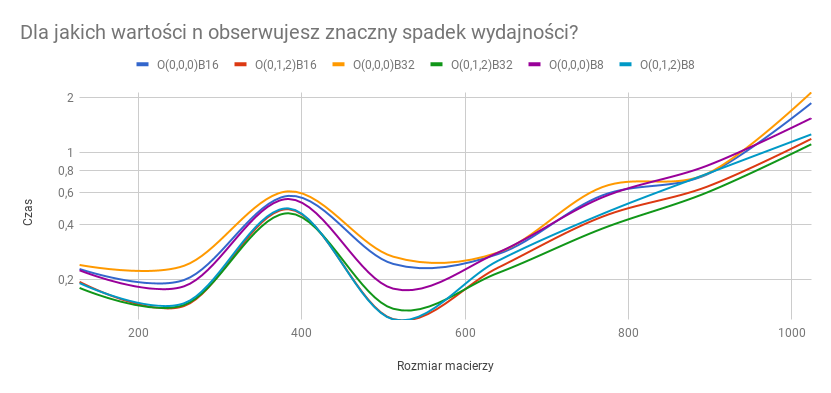 Dla jakich wartości n obserwujesz znaczny spadek wydajności?
O(0,0,0)B16 O(0,1,2)B16 O(0,0,0)B32 O(0,1,2)B32 O(0,0,0)B8 O(0,1,2)B8
2
1
0,8
0,6
0,4
0,2
Czas
200 400 600 800 1000
Rozmiar macierzy